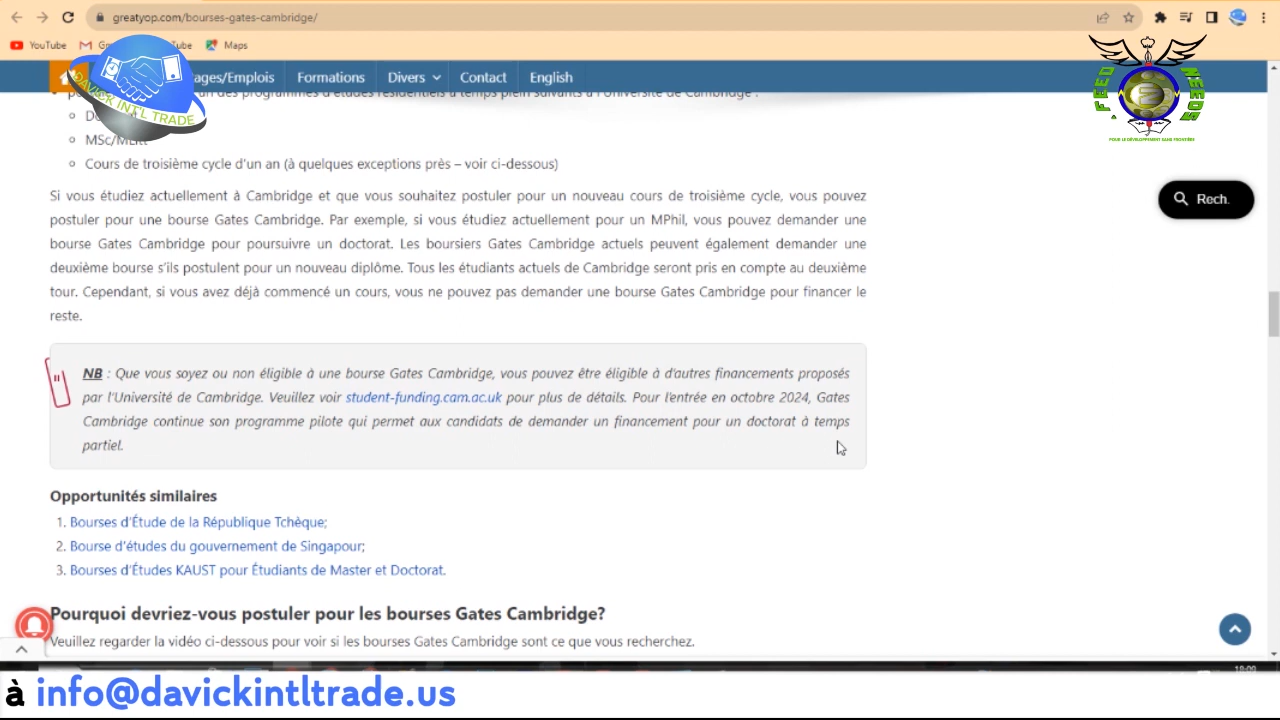 greatyop.com/bourses-gates-cambridge/
YouTube
Maps
DAVICK INT'L TRADE
ages/Emplois
Formations
Divers
Contact
English
POUR LE DÉVELOPPEMENT SANS FRONTIÈRE
un des programmes d'études résidentiels à temps plein suivants à l'Université de Cambridge :
MSc/MLitt
Cours de troisième cycle d'un an (à quelques exceptions près – voir ci-dessous)
Rech.
Si vous étudiez actuellement à Cambridge et que vous souhaitez postuler pour un nouveau cours de troisième cycle, vous pouvez
postuler pour une bourse Gates Cambridge. Par exemple, si vous étudiez actuellement pour un MPhil, vous pouvez demander une
bourse Gates Cambridge pour poursuivre un doctorat. Les boursiers Gates Cambridge actuels peuvent également demander une
deuxième bourse s'ils postulent pour un nouveau diplôme. Tous les étudiants actuels de Cambridge seront pris en compte au deuxième
tour. Cependant, si vous avez déjà commencé un cours, vous ne pouvez pas demander une bourse Gates Cambridge pour financer le
reste.
NB : Que vous soyez ou non éligible à une bourse Gates Cambridge, vous pouvez être éligible à d'autres financements proposés
par l'Université de Cambridge. Veuillez voir student-funding.cam.ac.uk pour plus de détails. Pour l'entrée en octobre 2024, Gates
Cambridge continue son programme pilote qui permet aux candidats de demander un financement pour un doctorat à temps
partiel.
Opportunités similaires
1. Bourses d'Étude de la République Tchèque;
2. Bourse d'études du gouvernement de Singapour;
3. Bourses d'Études KAUST pour Étudiants de Master et Doctorat.
Pourquoi devriez-vous postuler pour les bourses Gates Cambridge?
Veuillez regarder la vidéo ci-dessous pour voir si les bourses Gates Cambridge sont ce que vous recherchez.
à info@davickintltrade.us